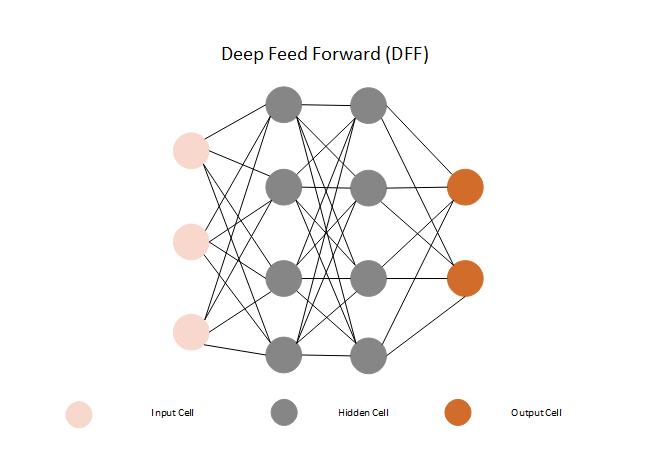 Deep Feed Forward (DFF)
Input Cell
Hidden Cell
Output Cell